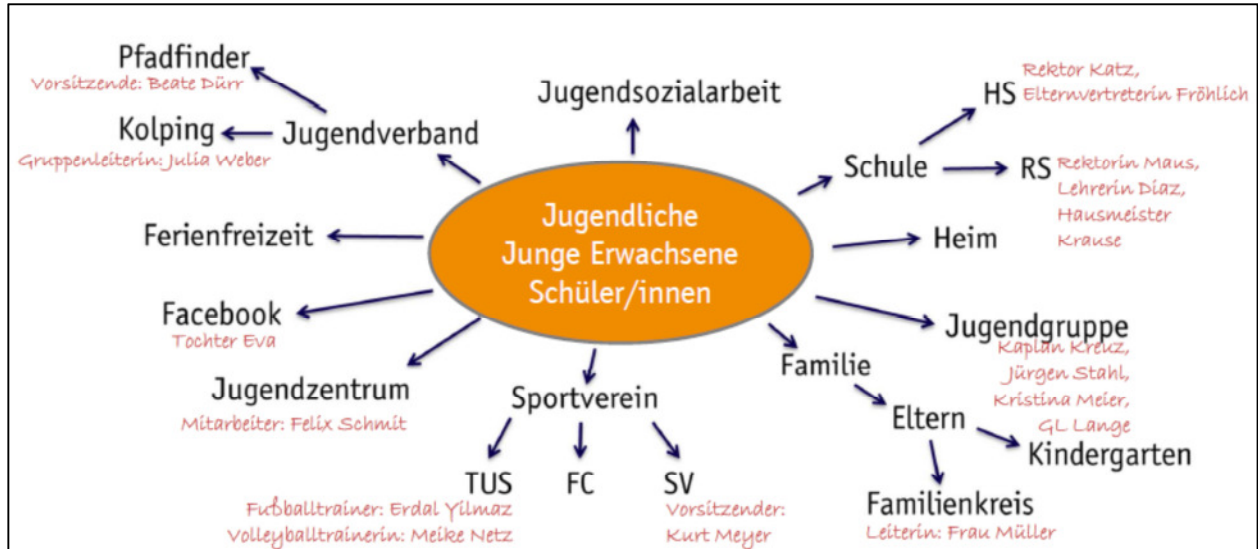 Pfadfinder
Vorsitzende: Beate Dürr
Kolping
Gruppenleiterin: Julia Weber
Jugendverband
Jugendsozialarbeit
HS
Rektor Katz,
Elternvertreterin Fröhlich
Schule
RS
Rektorin Maus,
Lehrerin Diaz,
Hausmeister
Krause
Ferienfreizeit
Jugendliche
Junge Erwachsene
Schüler/innen
Heim
Facebook
Tochter Eva
Jugendgruppe
Kaplan Kreuz,
Jürgen Stahl,
Kristina Meier,
GL Lange
Jugendzentrum
Mitarbeiter: Felix Schmit
Sportverein
Familie
Eltern
Kindergarten
TUS
FC
SV
Fußballtrainer: Erdal Yilmaz
Volleyballtrainerin: Meike Netz
Vorsitzender:
Kurt Meyer
Familienkreis
Leiterin: Frau Müller